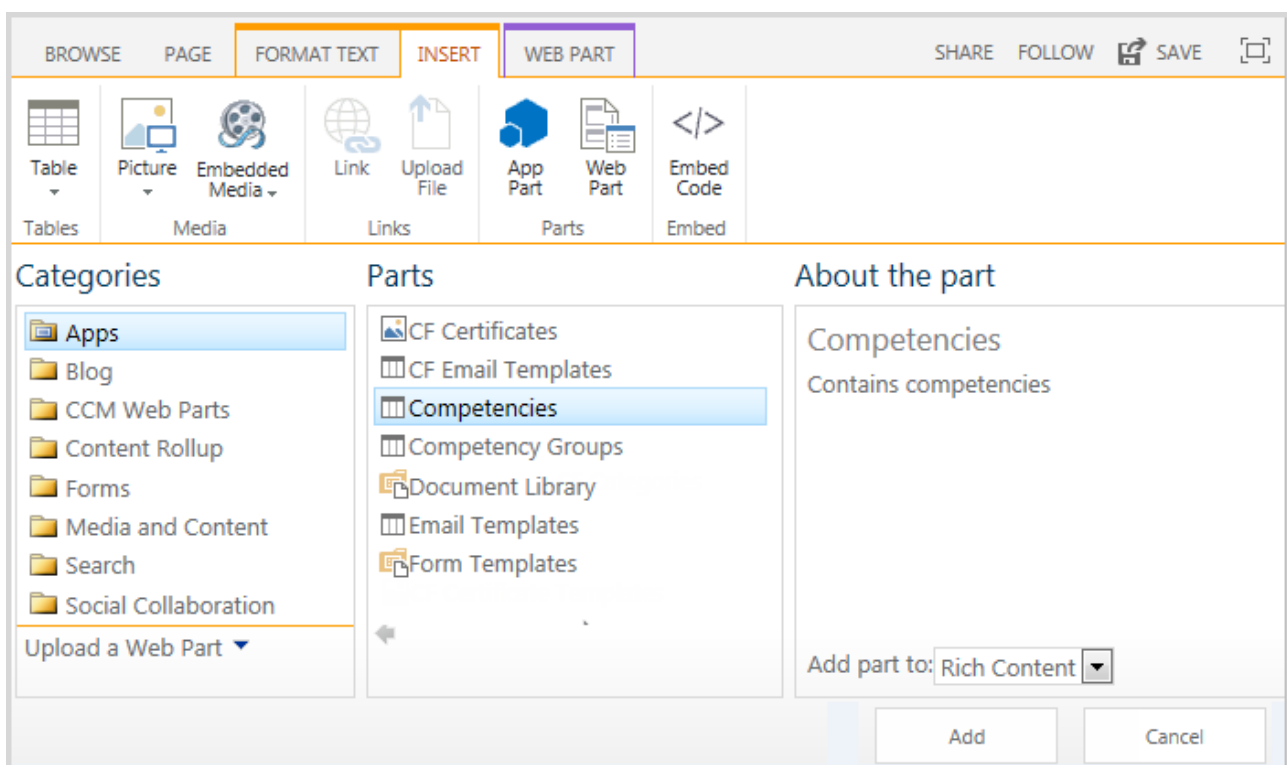 BROWSE PAGE FORMAT TEXT INSERT WEB PART SHARE FOLLOW SAVE
Table Picture Embedded Media Link Upload File App Part Web Part Embed Code
Tables Media Links Parts Embed
Categories
Apps
Blog
CCM Web Parts
Content Rollup
Forms
Media and Content
Search
Social Collaboration
Upload a Web Part
Parts
CF Certificates
CF Email Templates
Competencies
Competency Groups
Document Library
Email Templates
Form Templates
About the part
Competencies
Contains competencies
Add part to: Rich Content
Add Cancel